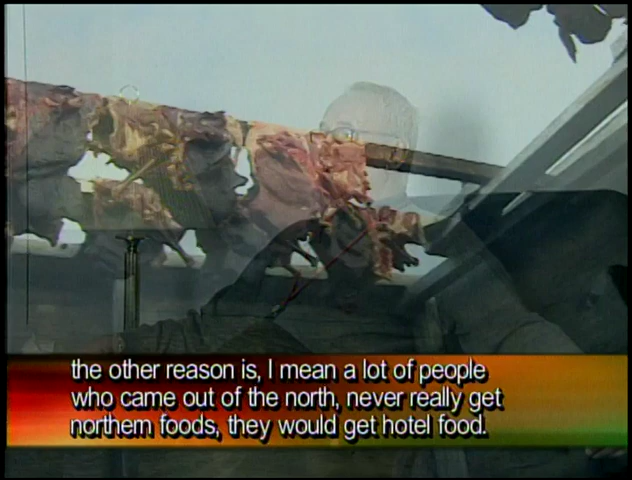 the other reason is, I mean a lot of people
who came out of the north, never really get
northern foods, they would get hotel food.